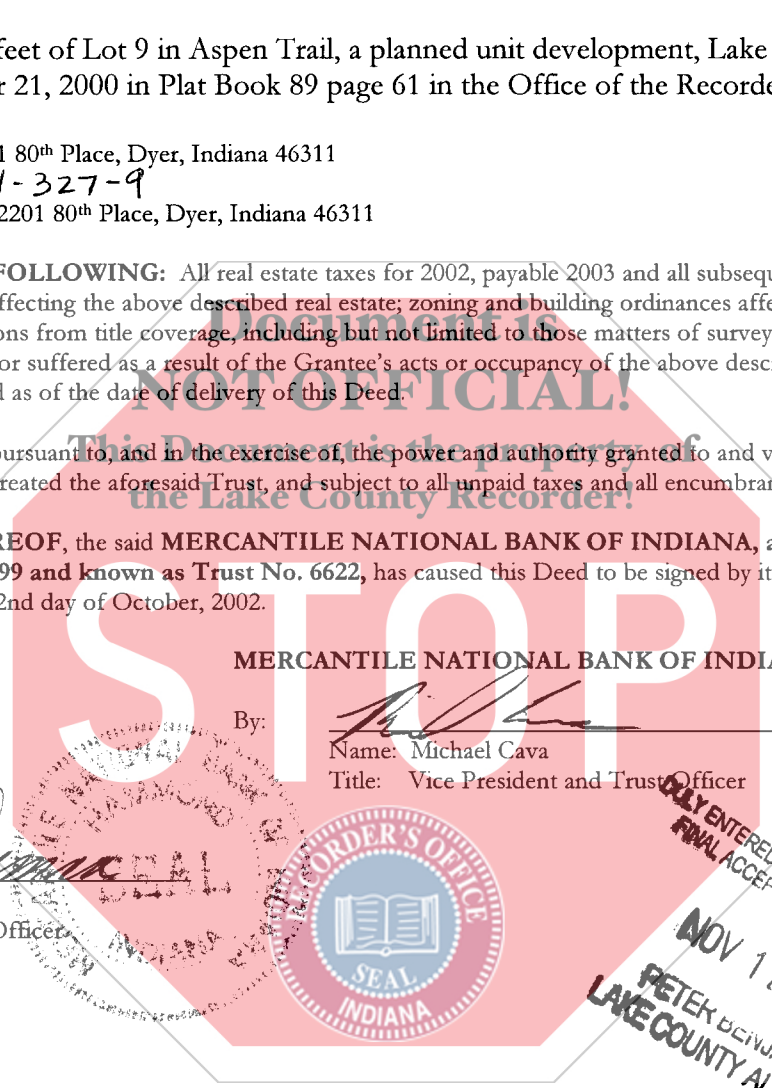 feet of Lot 9 in Aspen Trail, a planned unit development, Lake
r 21, 2000 in Plat Book 89 page 61 in the Office of the Recorde
1 80th Place, Dyer, Indiana 46311
-327-9
2201 80th Place, Dyer, Indiana 46311
FOLLOWING: All real estate taxes for 2002, payable 2003 and all subsequ
ffecting the above described real estate; zoning and building ordinances affe
ons from title coverage, including but not limited to those matters of survey
or suffered as a result of the Grantee's acts or occupancy of the above descr
d as of the date of delivery of this Deed.
Document is
NOT OFFICIAL!
This Document is the property of
the Lake County Recorder!
pursuant to, and in the exercise of, the power and authority granted to and v
reated the aforesaid Trust, and subject to all unpaid taxes and all encumbran
REOF, the said MERCANTILE NATIONAL BANK OF INDIANA, a
99 and known as Trust No. 6622, has caused this Deed to be signed by it
2nd day of October, 2002.
STOP
MERCANTILE NATIONAL BANK OF INDIA
By:
Name: Michael Cava
Title: Vice President and Trust Officer
Officer
SEAL
INDIANA
RECORDER'S OFFICE
SEAL
INDIANA
DULY ENTERED
FINAL ACCEP
NOV 1
PETER BENJA
LAKE COUNTY AU